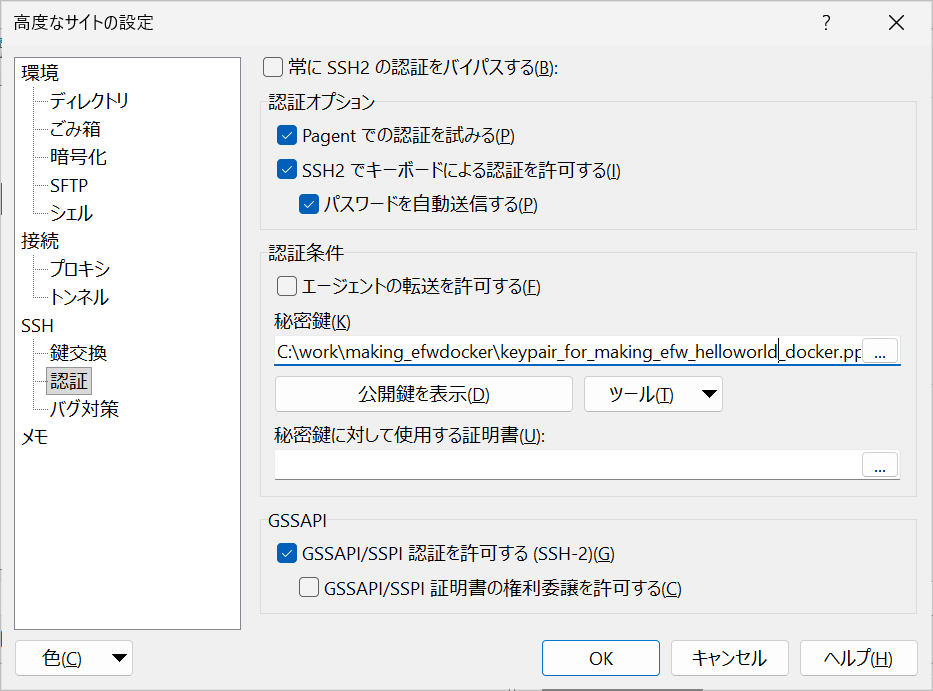 高度なサイトの設定
?
環境
ディレクトリ
ごみ箱
暗号化
SFTP
シェル
接続
プロキシ
トンネル
SSH
鍵交換
認証
バグ対策
メモ
常に SSH2 の認証をバイパスする(B):
認証オプション
Pagent での認証を試みる(P)
SSH2 でキーボードによる認証を許可する(I)
パスワードを自動送信する(P)
認証条件
エージェントの転送を許可する(F)
秘密鍵(K)
C:\work\making_efwdocker\keypair_for_making_efw_helloworld_docker.pp ...
公開鍵を表示(D) ツール(T)
秘密鍵に対して使用する証明書(U):
...
GSSAPI
GSSAPI/SSPI 認証を許可する (SSH-2)(G)
GSSAPI/SSPI 証明書の権利委譲を許可する(C)
色(C) OK キャンセル ヘルプ(H)